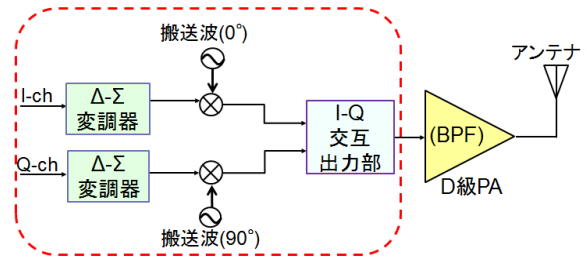 搬送波(0°)
アンテナ
I-ch
Δ-Σ
変調器
I-Q
交互
出力部
(BPF)
Q-ch
Δ-Σ
変調器
D級PA
搬送波(90°)